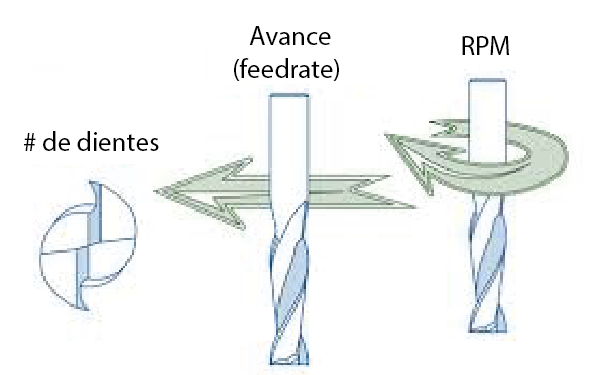 # de dientes
Avance
(feedrate)
RPM